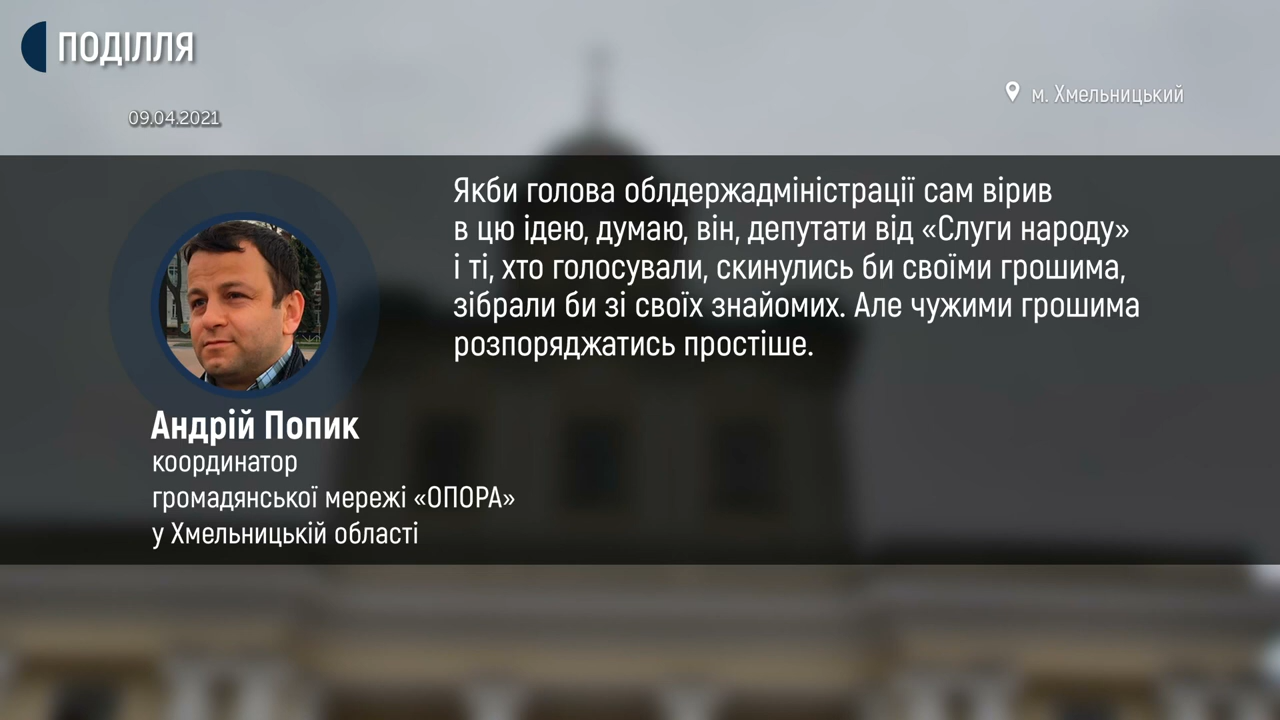 ПОДІЛЛЯ
м. Хмельницький
09.04.2021
Якби голова облдержадміністрації сам вірив
в цю ідею, думаю, він, депутати від «Слуги народу»
і ті, хто голосували, скинулись би своїми грошима,
зібрали би зі своїх знайомих. Але чужими грошима
розпоряджатись простіше.
Андрій Попик
координатор
громадянської мережі «ОПОРА»
у Хмельницькій області